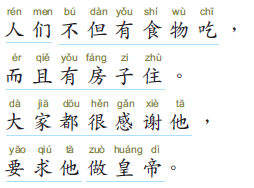 rén men bú dàn yǒu shí wù chī
人们不但有食物吃，
ér qiě yǒu fáng zi zhù
而且有房子住。
dà jiā dōu hěn gǎn xiè tā
大家都很感谢他，
yāo qiú tā zuò huáng dì
要求他做皇帝。